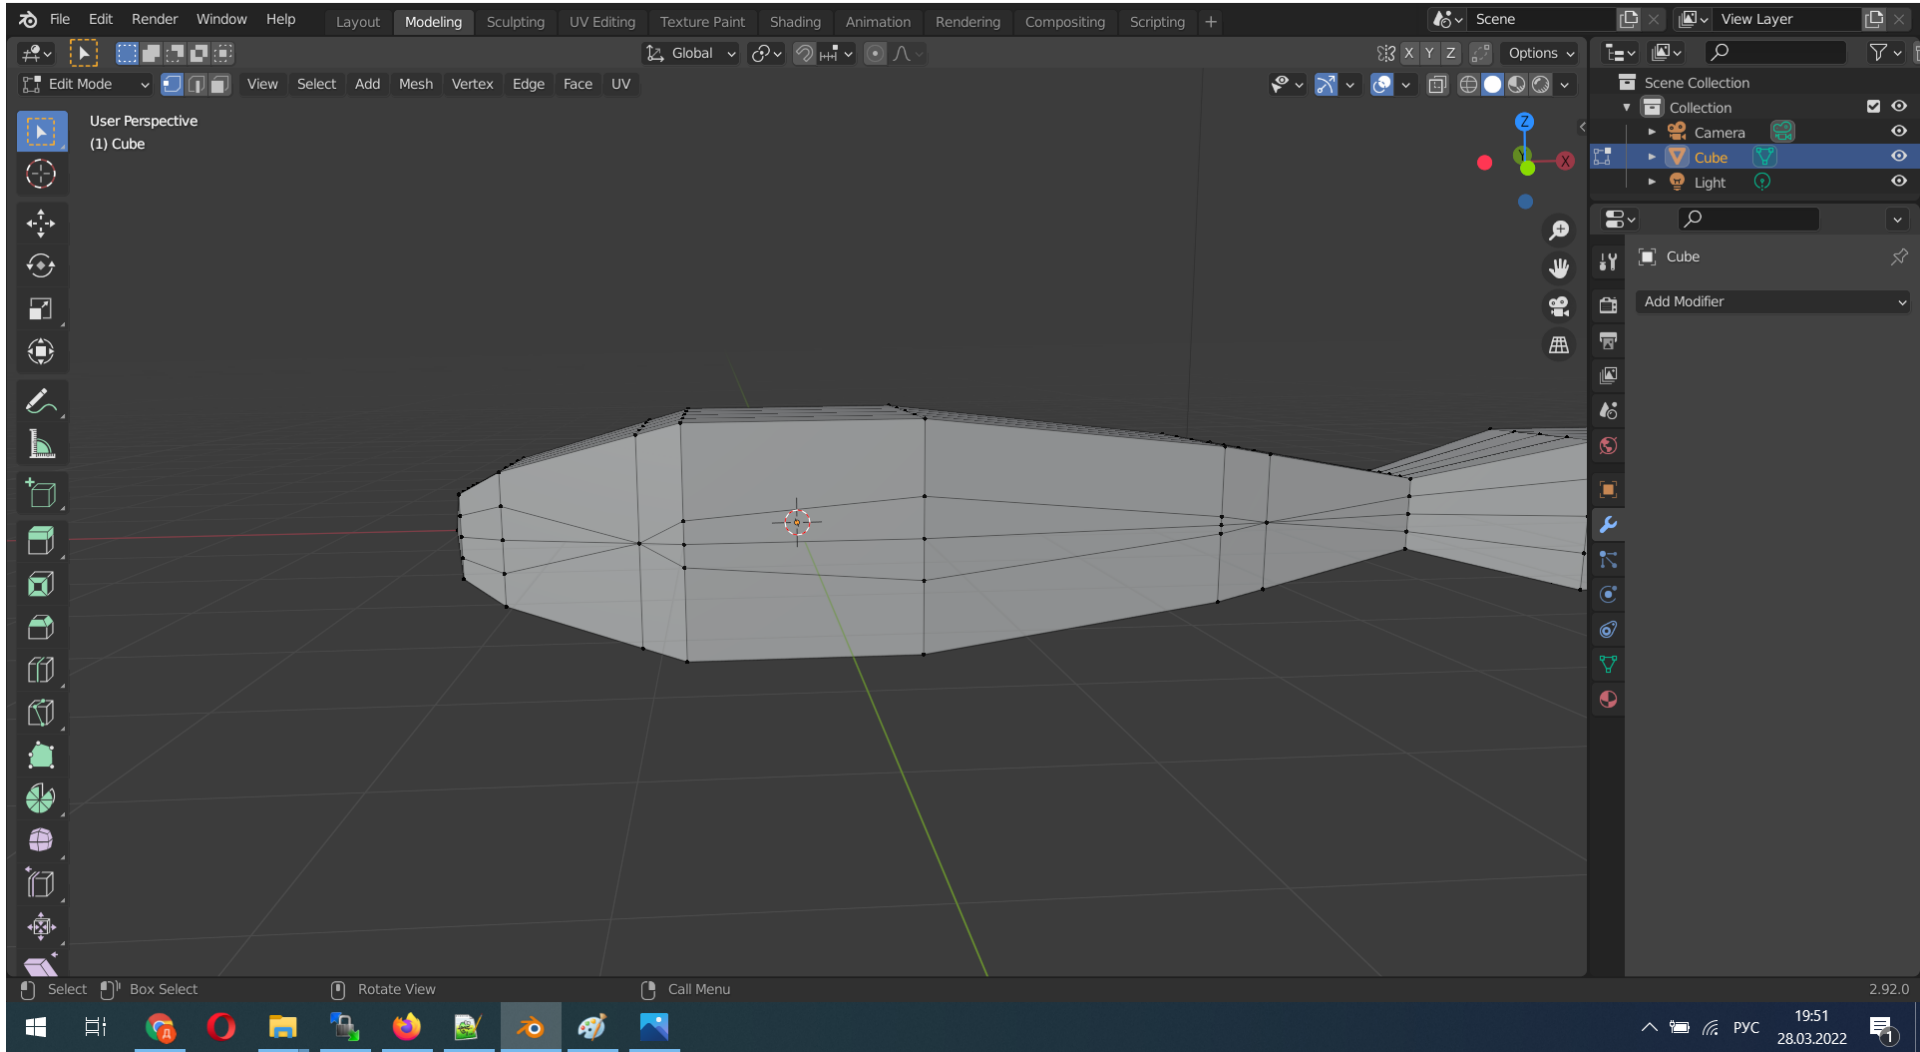 File Edit Render Window Help Layout Modeling Sculpting UV Editing Texture Paint Shading Animation Rendering Compositing Scripting + Scene View Layer
Global X Y Z Options
Edit Mode View Select Add Mesh Vertex Edge Face UV
Scene Collection
Collection
Camera
Cube
Light
User Perspective
(1) Cube
Z
Y
X
Cube
Add Modifier
Select Box Select Rotate View Call Menu 2.92.0
Д
РУС
19:51
28.03.2022
1